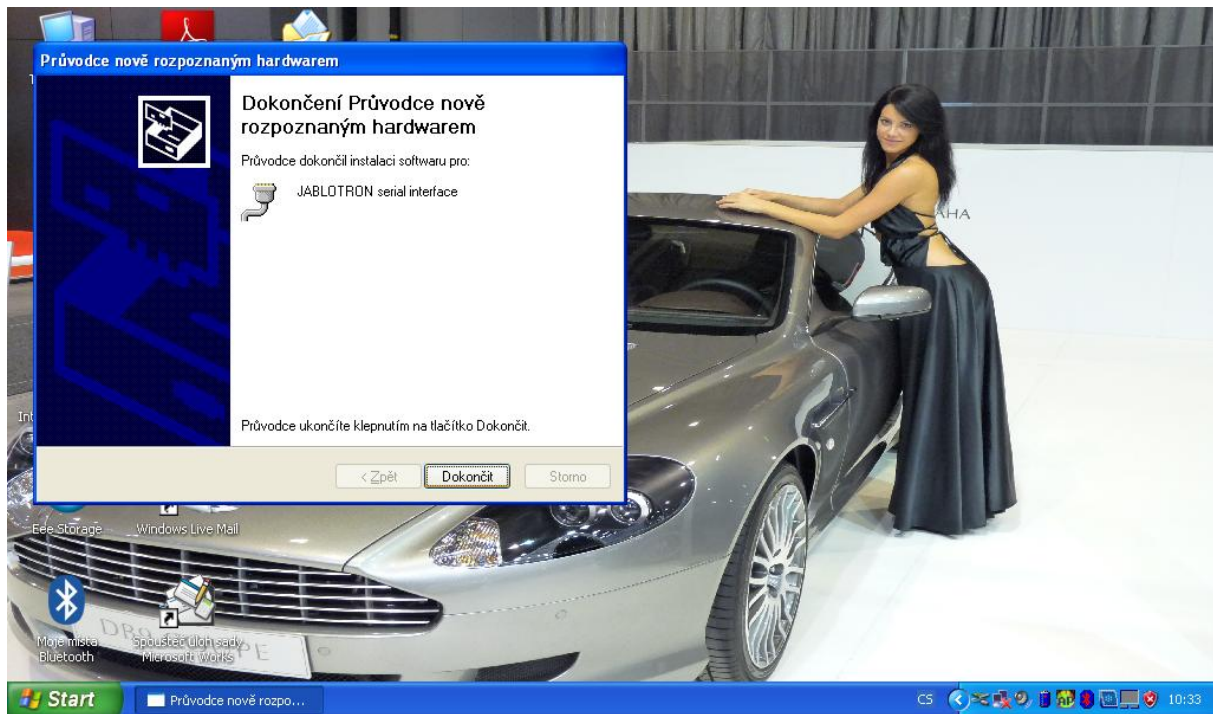 Průvodce nově rozpoznaným hardwarem
Dokončení Průvodce nově
rozpoznaným hardwarem
Průvodce dokončil instalaci softwaru pro:
JABLOTRON serial interface
Průvodce ukončíte klepnutím na tlačítko Dokončit.
< Zpět
Dokončit
Storno
AHA
Eee Storage
Windows Live Mail
Moje místa
Bluetooth
Spouštěč úloh sady
Microsoft Works
Start
Průvodce nově rozpo...
CS
10:33